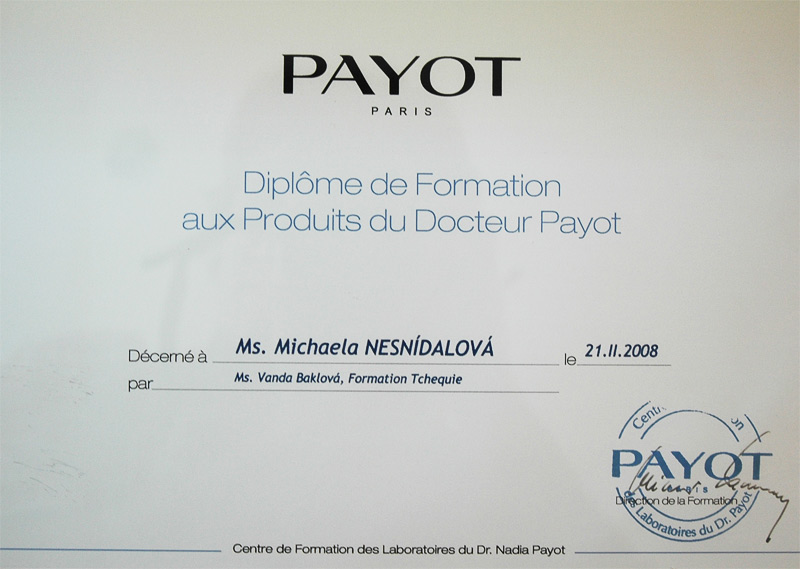 PAYOT
PARIS
Diplôme de Formation
aux Produits du Docteur Payot
Décerné à Ms. Michaela NESNÍDALOVÁ le 21.II.2008
par Ms. Vanda Baklová, Formation Tchequie
PAYOT
PARIS
Direction de la Formation
des Laboratoires du Dr. Payot
Centre de Formation des Laboratoires du Dr. Nadia Payot